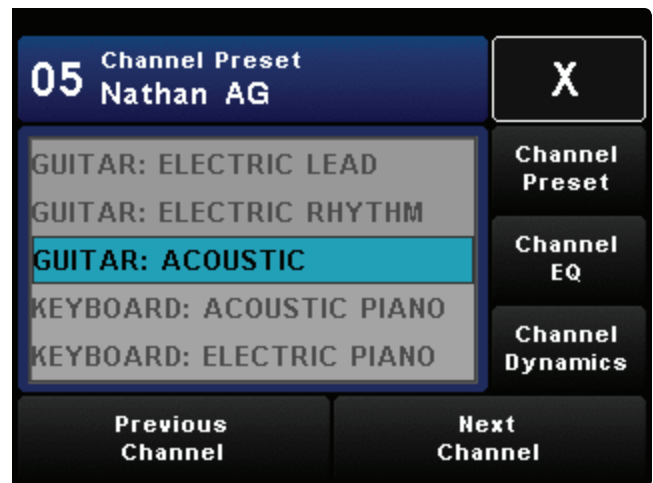 05 Channel Preset
Nathan AG
X
GUITAR: ELECTRIC LEAD
GUITAR: ELECTRIC RHYTHM
GUITAR: ACOUSTIC
KEYBOARD: ACOUSTIC PIANO
KEYBOARD: ELECTRIC PIANO
Channel
Preset
Channel
EQ
Channel
Dynamics
Previous
Channel
Next
Channel